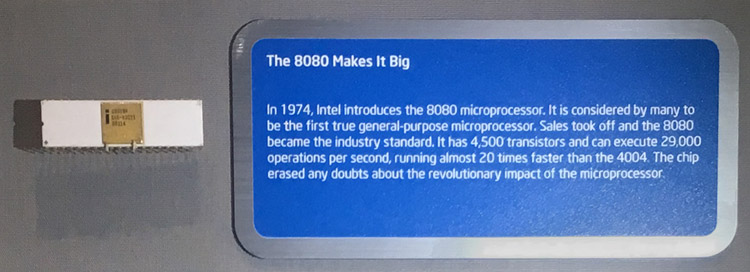 The 8080 Makes It Big
In 1974, Intel introduces the 8080 microprocessor. It is considered by many to
be the first true general-purpose microprocessor. Sales took off and the 8080
became the industry standard. It has 4,500 transistors and can execute 29,000
operations per second, running almost 20 times faster than the 4004. The chip
erased any doubts about the revolutionary impact of the microprocessor.